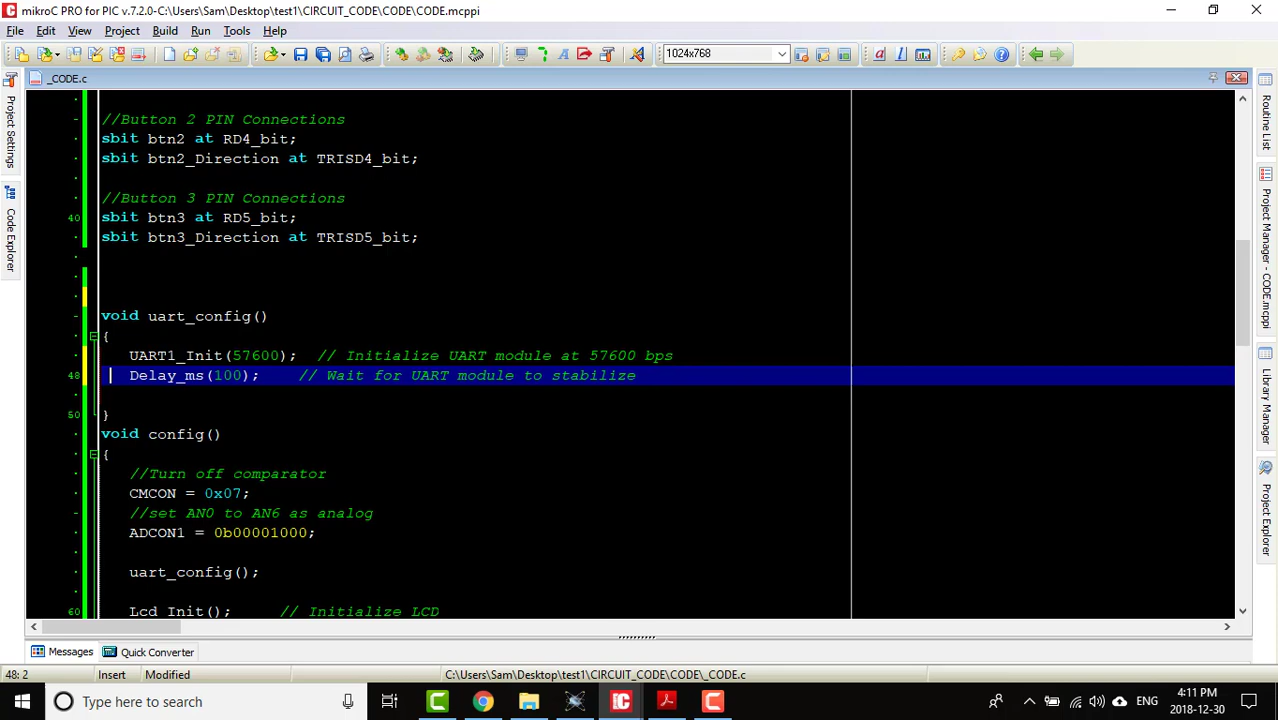 mikroC PRO for PIC v.7.2.0- C:\Users\Sam\Desktop\test1\CIRCUIT_CODE\CODE\CODE.mcppi
File Edit View Project Build Run Tools Help
1024x768
_CODE.c
//Button 2 PIN Connections
sbit btn2 at RD4_bit;
sbit btn2_Direction at TRISD4_bit;
//Button 3 PIN Connections
40 sbit btn3 at RD5_bit;
sbit btn3_Direction at TRISD5_bit;
void uart_config()
{
UART1_Init(57600); // Initialize UART module at 57600 bps
48 Delay_ms(100); // Wait for UART module to stabilize
50 }
void config()
{
//Turn off comparator
CMCON = 0x07;
//set AN0 to AN6 as analog
ADCON1 = 0b00001000;
uart_config();
60 Lcd_Init(); // Initialize LCD
Project Settings
Code Explorer
Routine List
Project Manager - CODE.mcppi
Library Manager
Project Explorer
Messages Quick Converter
48: 2 Insert Modified C:\Users\Sam\Desktop\test1\CIRCUIT_CODE\CODE\_CODE.c
Type here to search
ENG
4:11 PM
2018-12-30